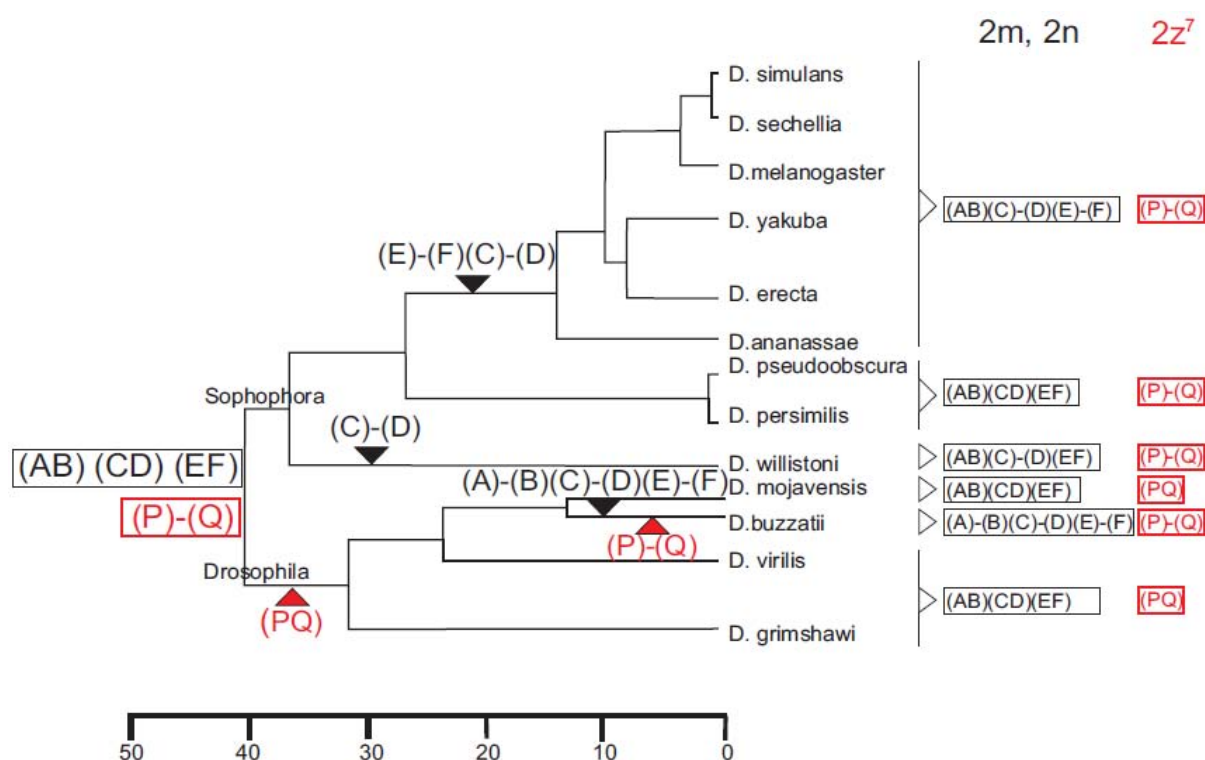 2m, 2n 2z⁷
D. simulans
D. sechellia
D.melanogaster
D. yakuba
(AB)(C)-(D)(E)-(F) (P)-(Q)
(E)-(F)(C)-(D)
D. erecta
D.ananassae
D. pseudoobscura
Sophophora
(AB)(CD)(EF) (P)-(Q)
D. persimilis
(C)-(D)
(AB) (CD) (EF)
D. willistoni
(AB)(C)-(D)(EF) (P)-(Q)
(A)-(B)(C)-(D)(E)-(F)
D. mojavensis
(AB)(CD)(EF) (PQ)
(P)-(Q)
D.buzzatii
(A)-(B)(C)-(D)(E)-(F) (P)-(Q)
(P)-(Q)
Drosophila
D. virilis
(PQ)
(AB)(CD)(EF) (PQ)
D. grimshawi
50 40 30 20 10 0